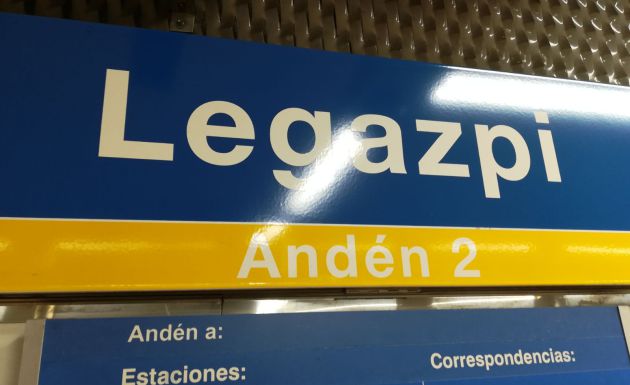 Legazpi
Andén 2
Andén a:
Estaciones:
Correspondencias: